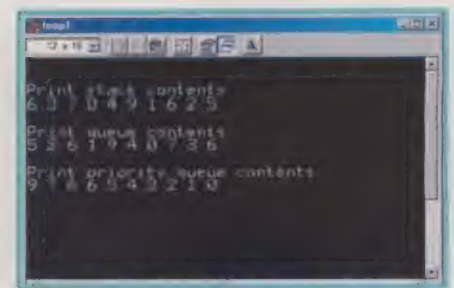 12 x 16
Print stack contents
6 3 7 0 4 9 1 6 2 5
Print queue contents
5 2 6 1 9 4 0 7 3 6
Print priority queue contents
9 7 6 6 5 4 3 2 1 0